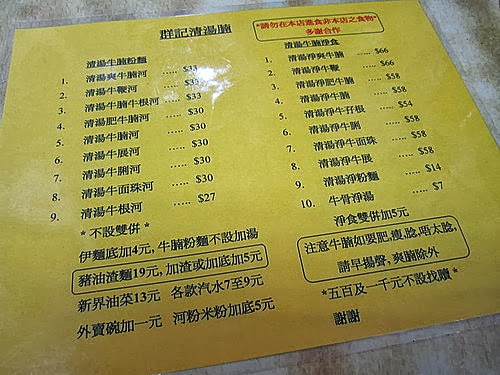 群記清湯腩
*請勿在本店進食非本店之食物*
多謝合作
清湯牛腩粉麵
1. 清湯爽牛腩河 ..... $33
2. 清湯牛鞭河 ..... $33
3. 清湯牛腩牛根河 ..... $30
4. 清湯肥牛腩河 ..... $30
5. 清湯牛腩河 ..... $30
6. 清湯牛展河 ..... $30
7. 清湯牛脷河 ..... $30
8. 清湯牛面珠河 ..... $30
9. 清湯牛根河 ..... $27
* 不設雙併 *
伊麵底加4元, 牛腩粉麵不設加湯
豬油渣麵19元, 加渣或加底加5元
新界油菜13元 各款汽水7至9元
外賣碗加一元 河粉米粉加底5元
清湯牛腩淨食
1. 清湯淨爽牛腩 ..... $66
2. 清湯淨牛鞭 ..... $66
3. 清湯淨肥牛腩 ..... $58
4. 清湯淨牛腩 ..... $58
5. 清湯淨牛孖根 ..... $54
6. 清湯淨牛脷 ..... $58
7. 清湯淨牛面珠 ..... $58
8. 清湯淨牛展 ..... $58
9. 清湯淨粉麵 ..... $14
10. 牛骨淨湯 ..... $7
淨食雙併加5元
注意牛腩如要肥,瘦,腍,唔太腍,
請早揚聲, 爽腩除外
*五百及一千元不設找贖 *
謝謝